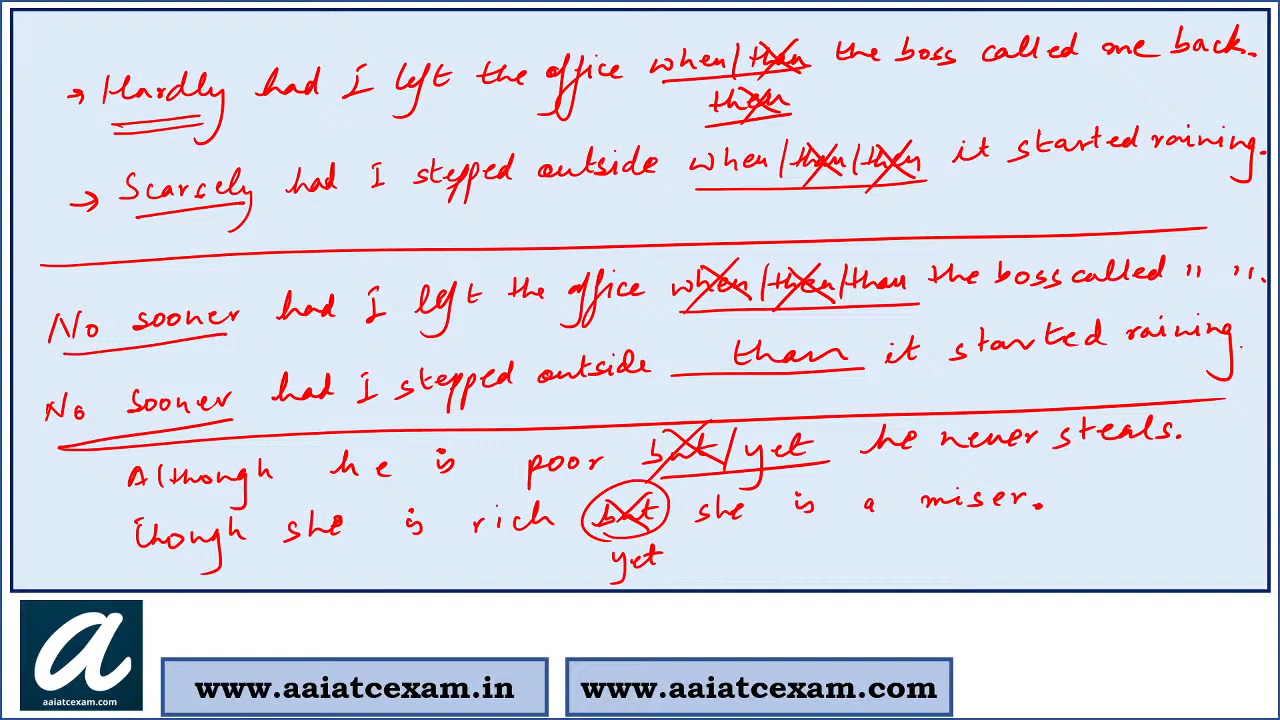 → Hardly had I left the office when/than the boss called me back.
then
→ Scarsely had I stepped outside when/than/then it started raining.
No sooner had I left the office when/then/than the boss called " ".
No sooner had I stepped outside than it started raining.
Although he is poor but/yet he never steals.
Though she is rich but she is a miser.
yet
a
aaiatcexam.com
www.aaiatcexam.in
www.aaiatcexam.com